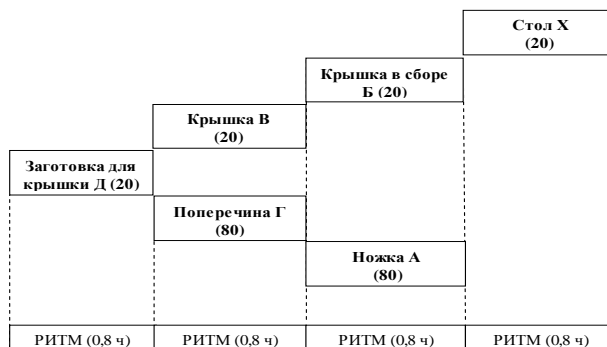 Стол Х
(20)
Крышка в сборе
Б (20)
Крышка В
(20)
Заготовка для
крышки Д (20)
Поперечина Г
(80)
Ножка А
(80)
РИТМ (0,8 ч) РИТМ (0,8 ч) РИТМ (0,8 ч) РИТМ (0,8 ч)